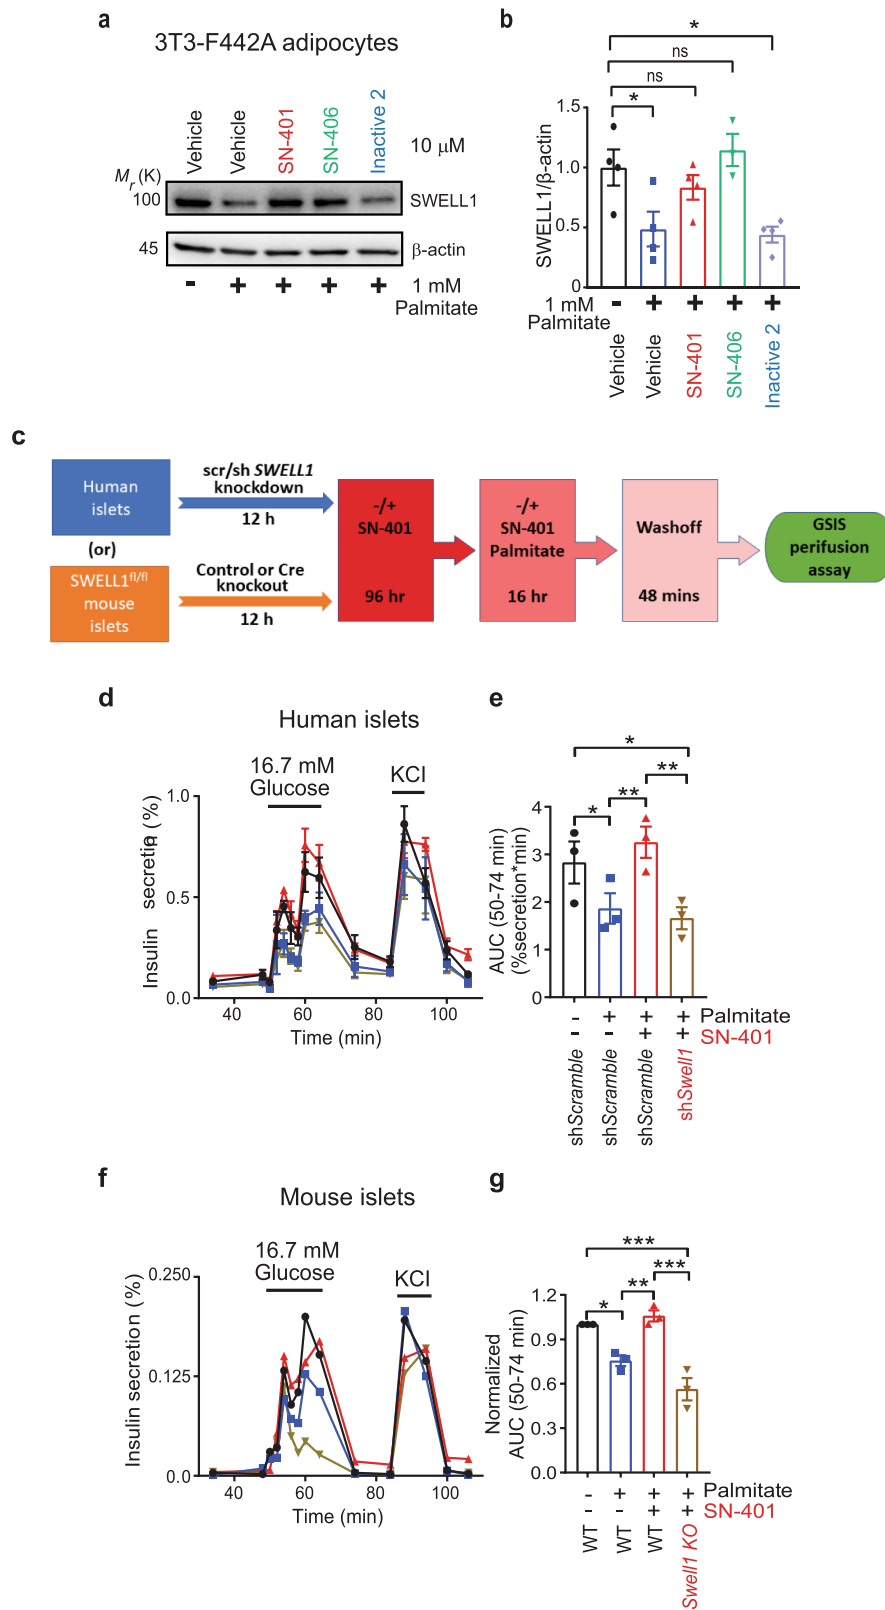 a
3T3-F442A adipocytes
Vehicle
Vehicle
SN-401
SN-406
Inactive 2
10 μM
Mr (K)
100
SWELL1
45
β-actin
- + + + +
1 mM
Palmitate
b
*
ns
ns
*
SWELL1/β-actin
1.5
1.0
0.5
0
1 mM
Palmitate
- + + + +
Vehicle
Vehicle
SN-401
SN-406
Inactive 2
c
Human
islets
(or)
SWELL1fl/fl
mouse
islets
scr/sh SWELL1
knockdown
12 h
Control or Cre
knockout
12 h
-/+
SN-401
96 hr
-/+
SN-401
Palmitate
16 hr
Washoff
48 mins
GSIS
perifusion
assay
d
Human islets
16.7 mM
Glucose
KCl
Insulin secretion (%)
1.0
0.5
0.0
40 60 80 100
Time (min)
e
*
**
**
*
AUC (50-74 min)
(%secretion*min)
4
3
2
1
0
- + + + Palmitate
- - + + SN-401
shScramble
shScramble
shScramble
shSwell1
f
Mouse islets
16.7 mM
Glucose
KCl
Insulin secretion (%)
0.250
0.125
0.0
40 60 80 100
Time (min)
g
***
***
**
*
Normalized
AUC (50-74 min)
1.2
0.9
0.6
0.3
0.0
- + + + Palmitate
- - + + SN-401
WT
WT
WT
Swell1 KO